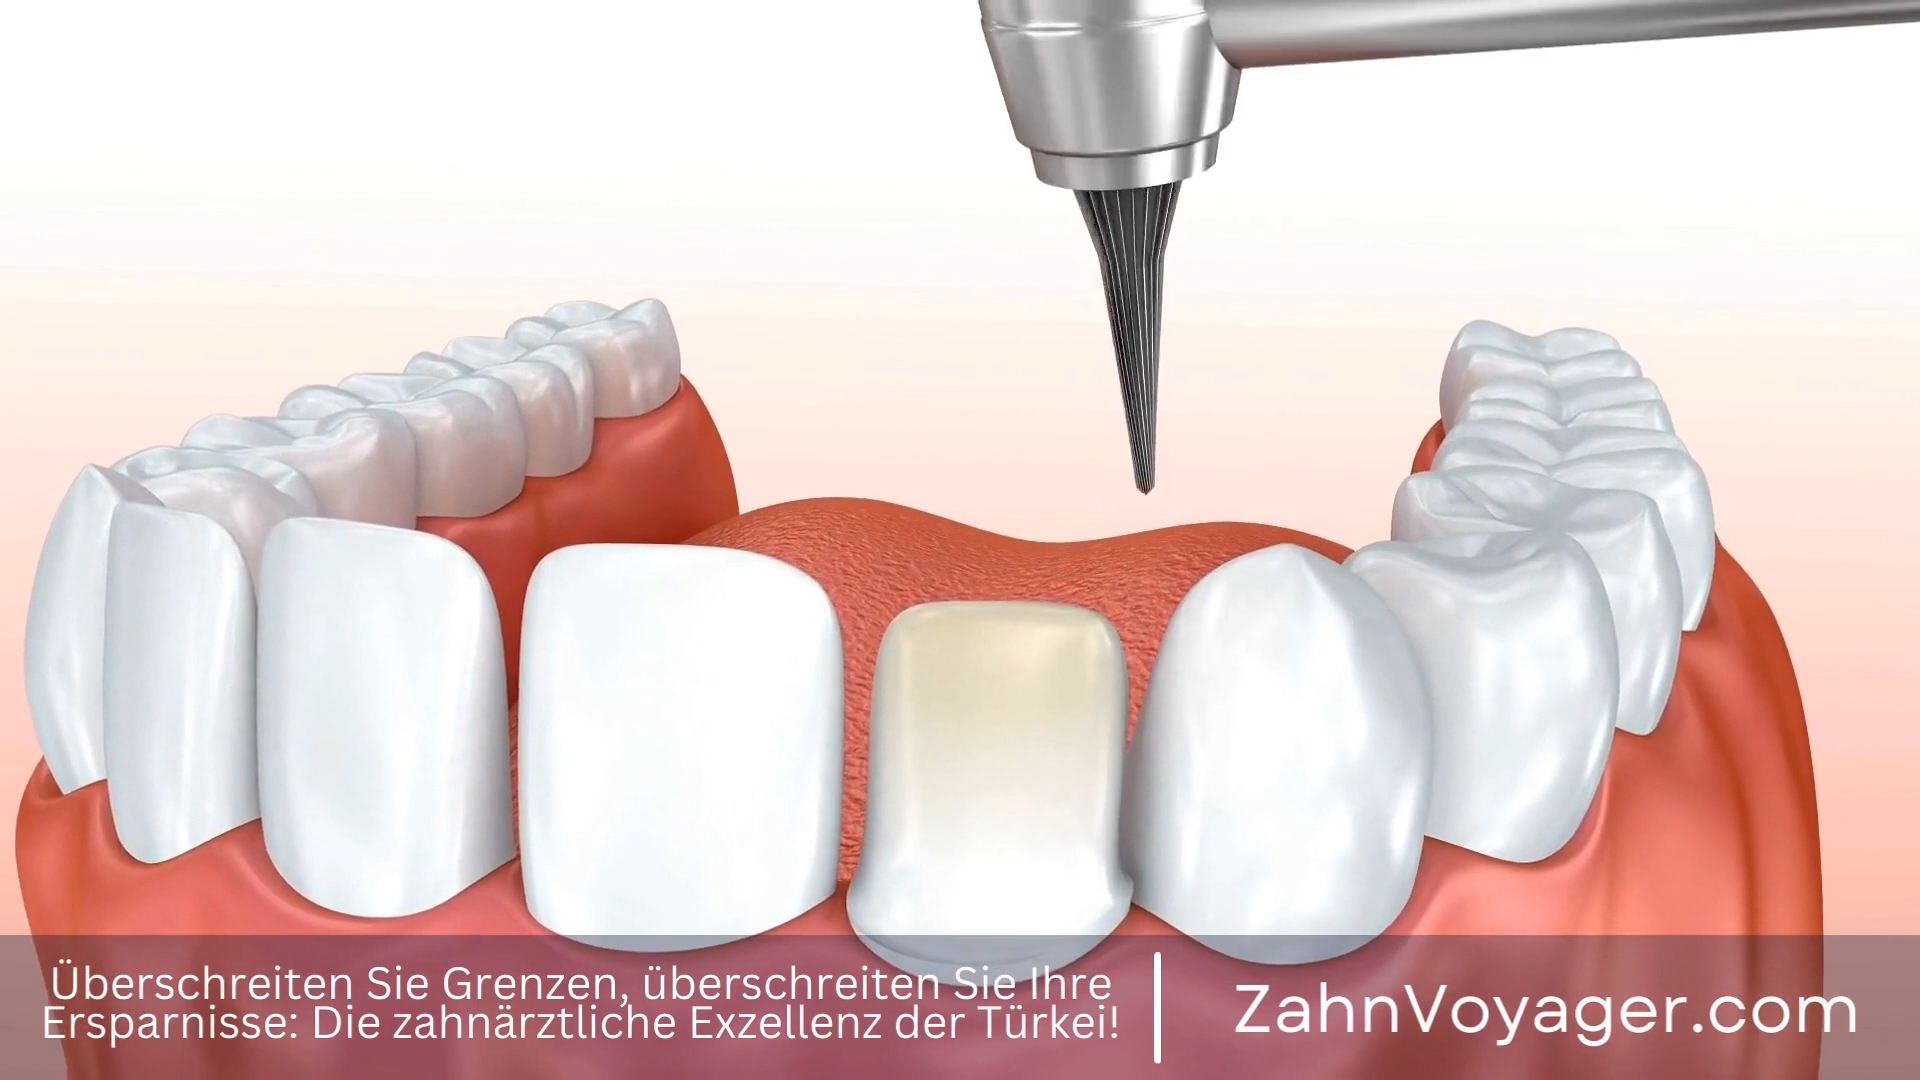 Überschreiten Sie Grenzen, überschreiten Sie Ihre
Ersparnisse: Die zahnärztliche Exzellenz der Türkei!
ZahnVoyager.com